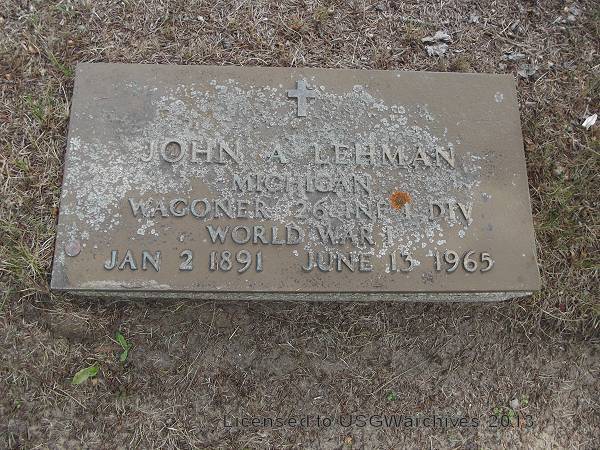 JOHN A LEHMAN
MICHIGAN
WAGONER 26 INF 1 DIV
WORLD WAR I
JAN 2 1891 JUNE 13 1965
Licensed to USGWarchives 2013